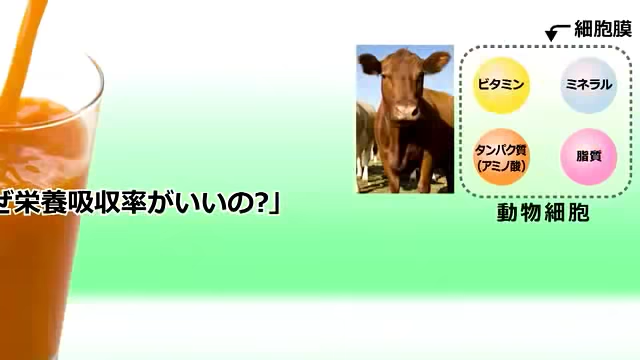 細胞膜
ビタミン
ミネラル
タンパク質
(アミノ酸)
脂質
ぜ栄養吸収率がいいの?」
動物細胞